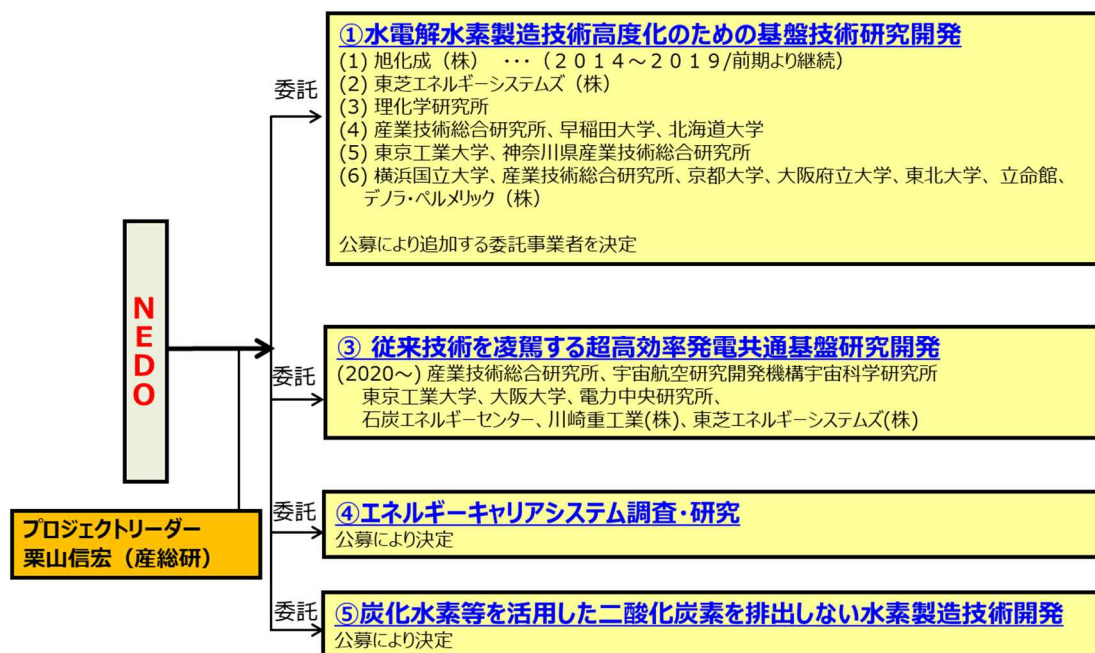 NEDO
プロジェクトリーダー
栗山信宏（産総研）
委託
①水電解水素製造技術高度化のための基盤技術研究開発
(1) 旭化成（株） ･･･（２０１４～２０１９/前期より継続）
(2) 東芝エネルギーシステムズ（株）
(3) 理化学研究所
(4) 産業技術総合研究所、早稲田大学、北海道大学
(5) 東京工業大学、神奈川県産業技術総合研究所
(6) 横浜国立大学、産業技術総合研究所、京都大学、大阪府立大学、東北大学、立命館、
デノラ・ペルメリック（株）
公募により追加する委託事業者を決定
委託
③ 従来技術を凌駕する超高効率発電共通基盤研究開発
(2020～) 産業技術総合研究所、宇宙航空研究開発機構宇宙科学研究所
東京工業大学、大阪大学、電力中央研究所、
石炭エネルギーセンター、川崎重工業(株)、東芝エネルギーシステムズ(株)
委託
④エネルギーキャリアシステム調査・研究
公募により決定
委託
⑤炭化水素等を活用した二酸化炭素を排出しない水素製造技術開発
公募により決定